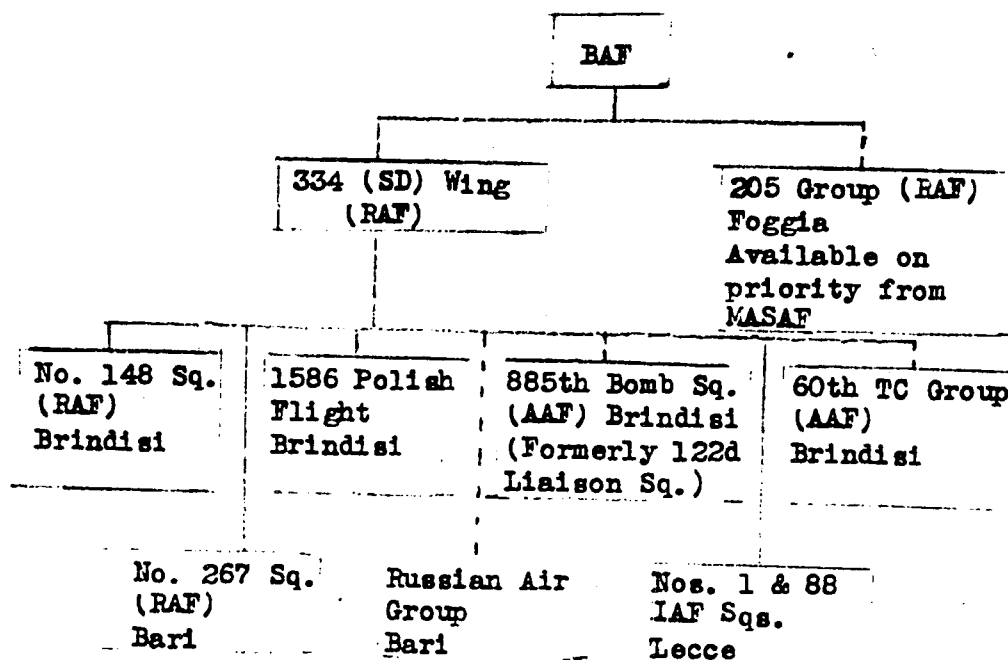 BAF
334 (SD) Wing
(RAF)
205 Group (RAF)
Foggia
Available on
priority from
MASAF
No. 148 Sq.
(RAF)
Brindisi
1586 Polish
Flight
Brindisi
885th Bomb Sq.
(AAF) Brindisi
(Formerly 122d
Liaison Sq.)
60th TC Group
(AAF)
Brindisi
No. 267 Sq.
(RAF)
Bari
Russian Air
Group
Bari
Nos. 1 & 88
IAF Sqs.
Lecce